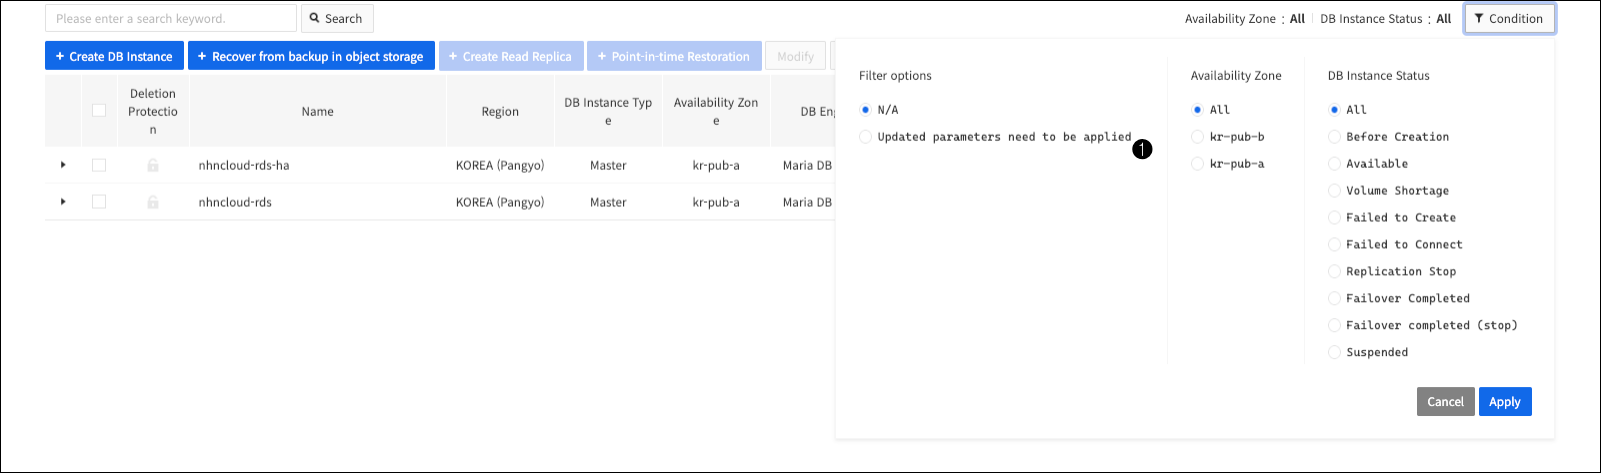 Please enter a search keyword.
Search
Availability Zone : All
DB Instance Status : All
Condition
+ Create DB Instance
+ Recover from backup in object storage
+ Create Read Replica
+ Point-in-time Restoration
Modify
Deletion
Protectio
n
Name
Region
DB Instance Typ
e
Availability Zon
e
DB Eng
nhncloud-rds-ha
KOREA (Pangyo)
Master
kr-pub-a
Maria DB
nhncloud-rds
KOREA (Pangyo)
Master
kr-pub-a
Maria DB
Filter options
N/A
Updated parameters need to be applied
1
Availability Zone
All
kr-pub-b
kr-pub-a
DB Instance Status
All
Before Creation
Available
Volume Shortage
Failed to Create
Failed to Connect
Replication Stop
Failover Completed
Failover completed (stop)
Suspended
Cancel
Apply